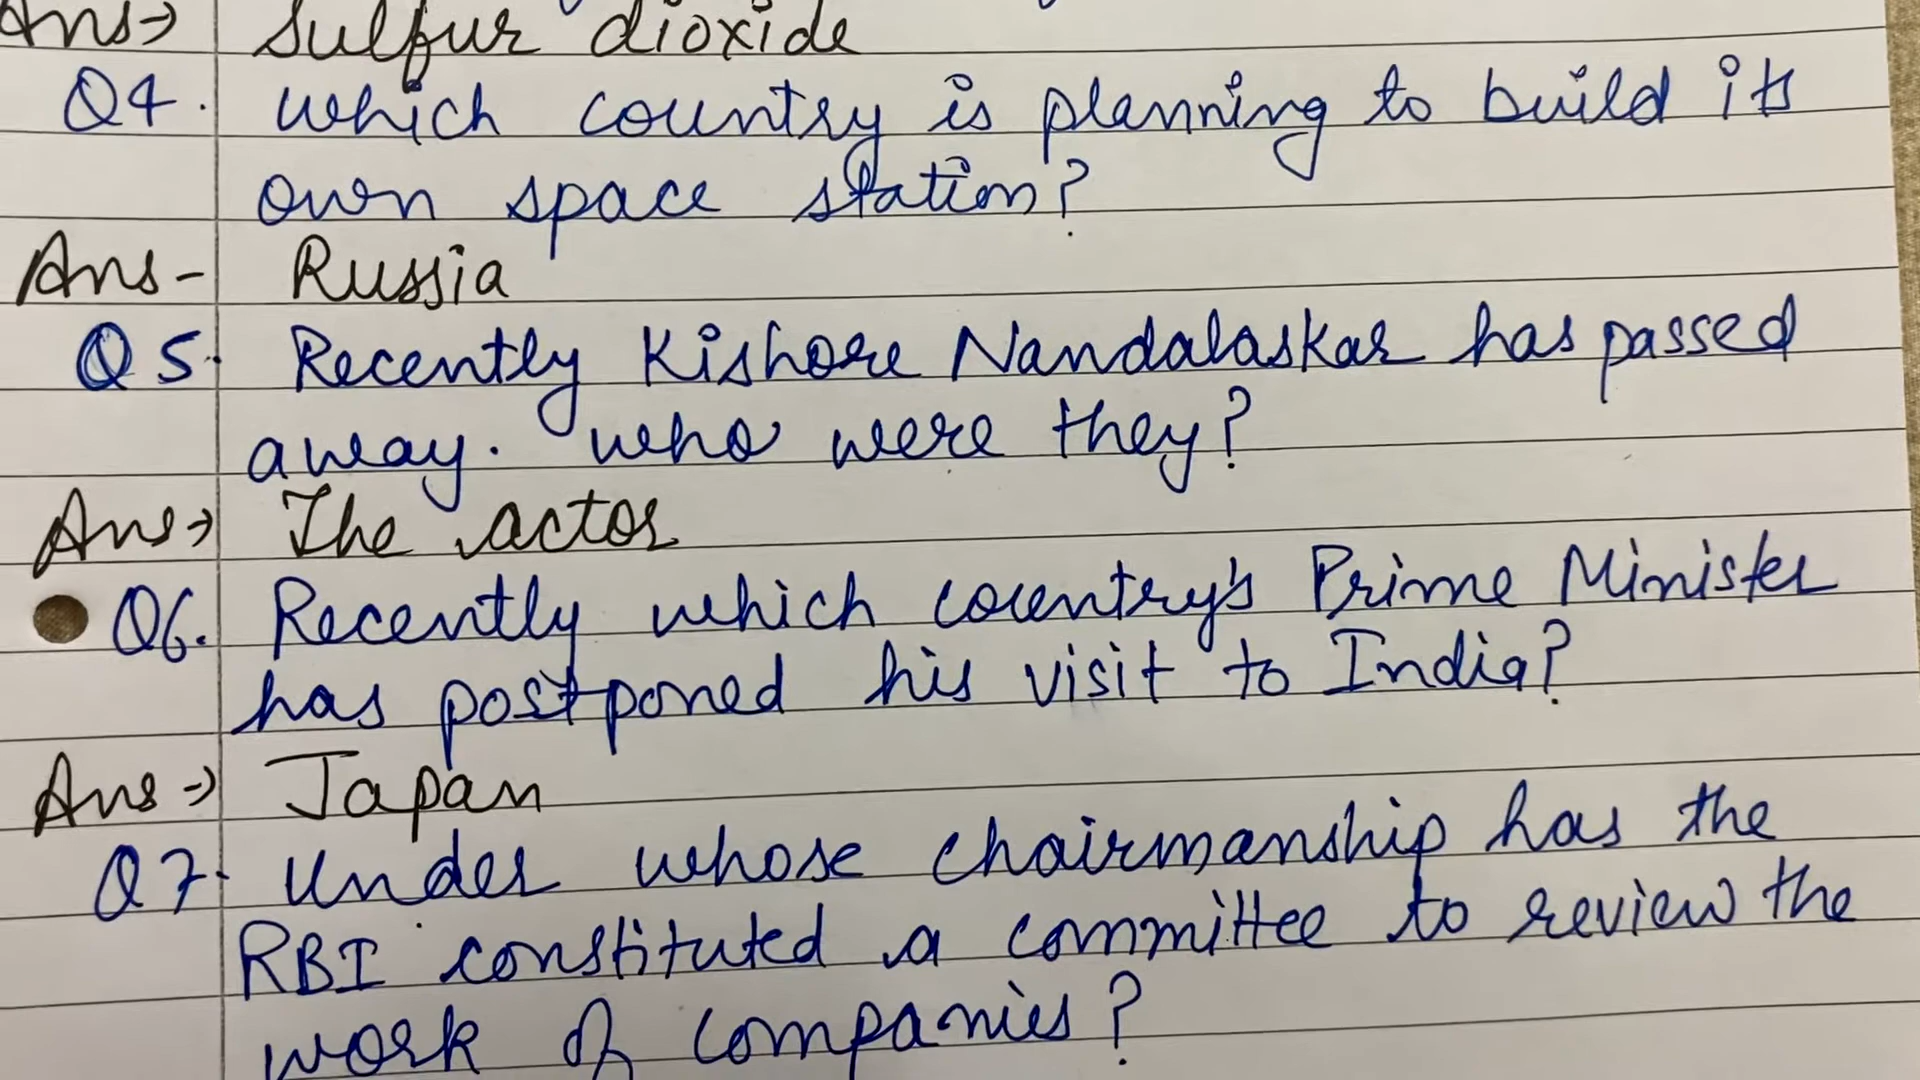 Ans→ Sulfur dioxide
Q4. which country is planning to build its
own space station?
Ans- Russia
Q5. Recently Kishore Nandalaskar has passed
away. who were they?
Ans→ The actor
Q6. Recently which country's Prime Minister
has postponed his visit to India?
Ans→ Japan
Q7. Under whose chairmanship has the
RBI constituted a committee to review the
work of companies?